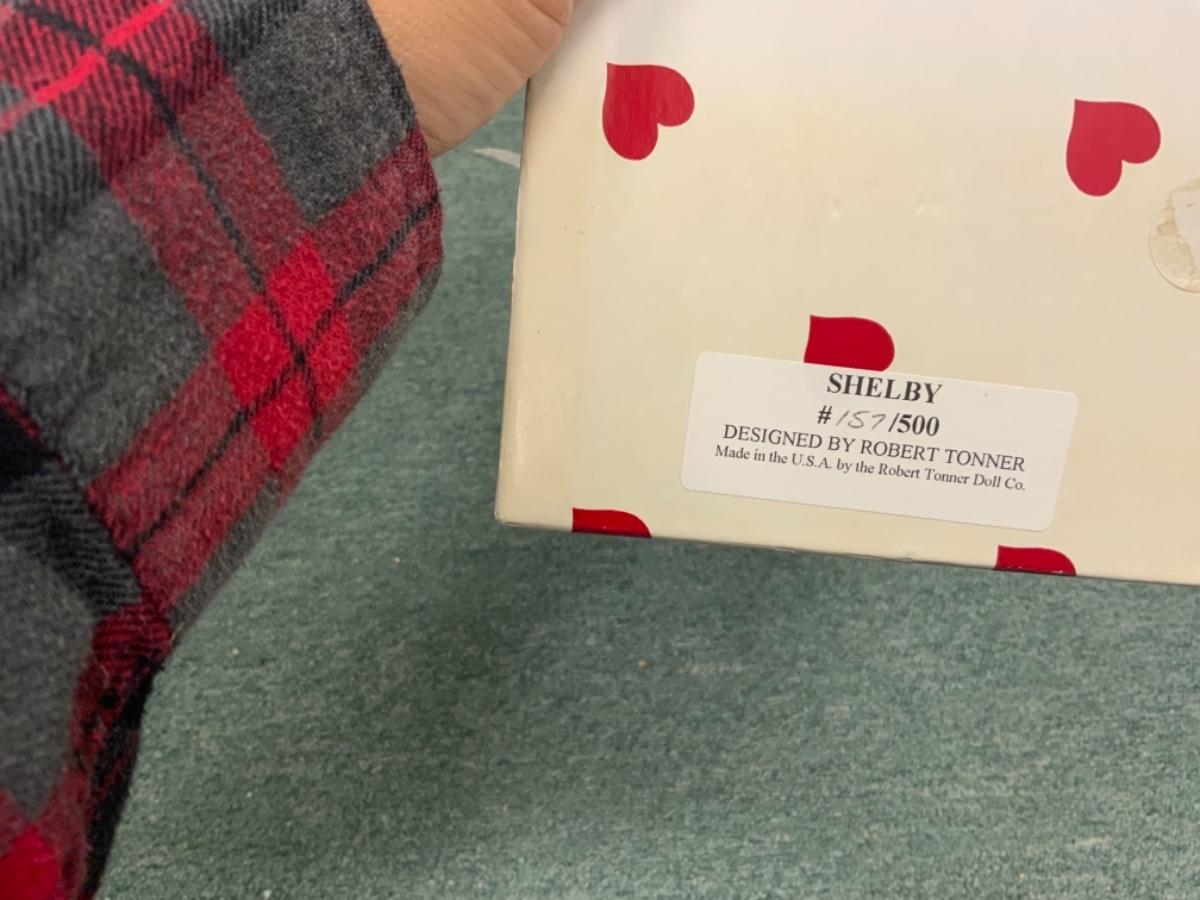 SHELBY
#157/500
DESIGNED BY ROBERT TONNER
Made in the U.S.A. by the Robert Tonner Doll Co.